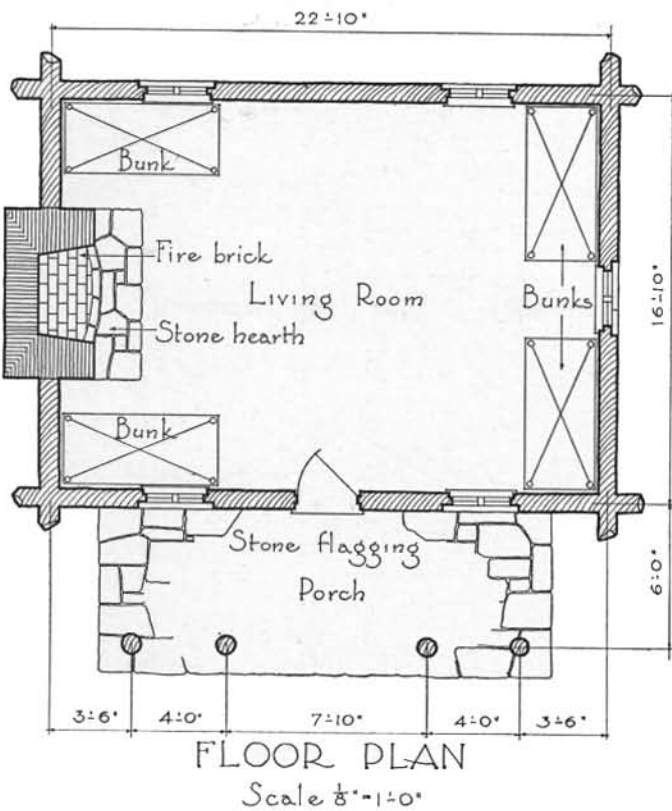 22'-10"
Bunk
Fire brick
Living Room
Bunks
16'-10"
Stone hearth
Bunk
Stone flagging
Porch
6'-0"
3'-6" 4'-0" 7'-10" 4'-0" 3'-6"
FLOOR PLAN
Scale ⅛"=1'-0"